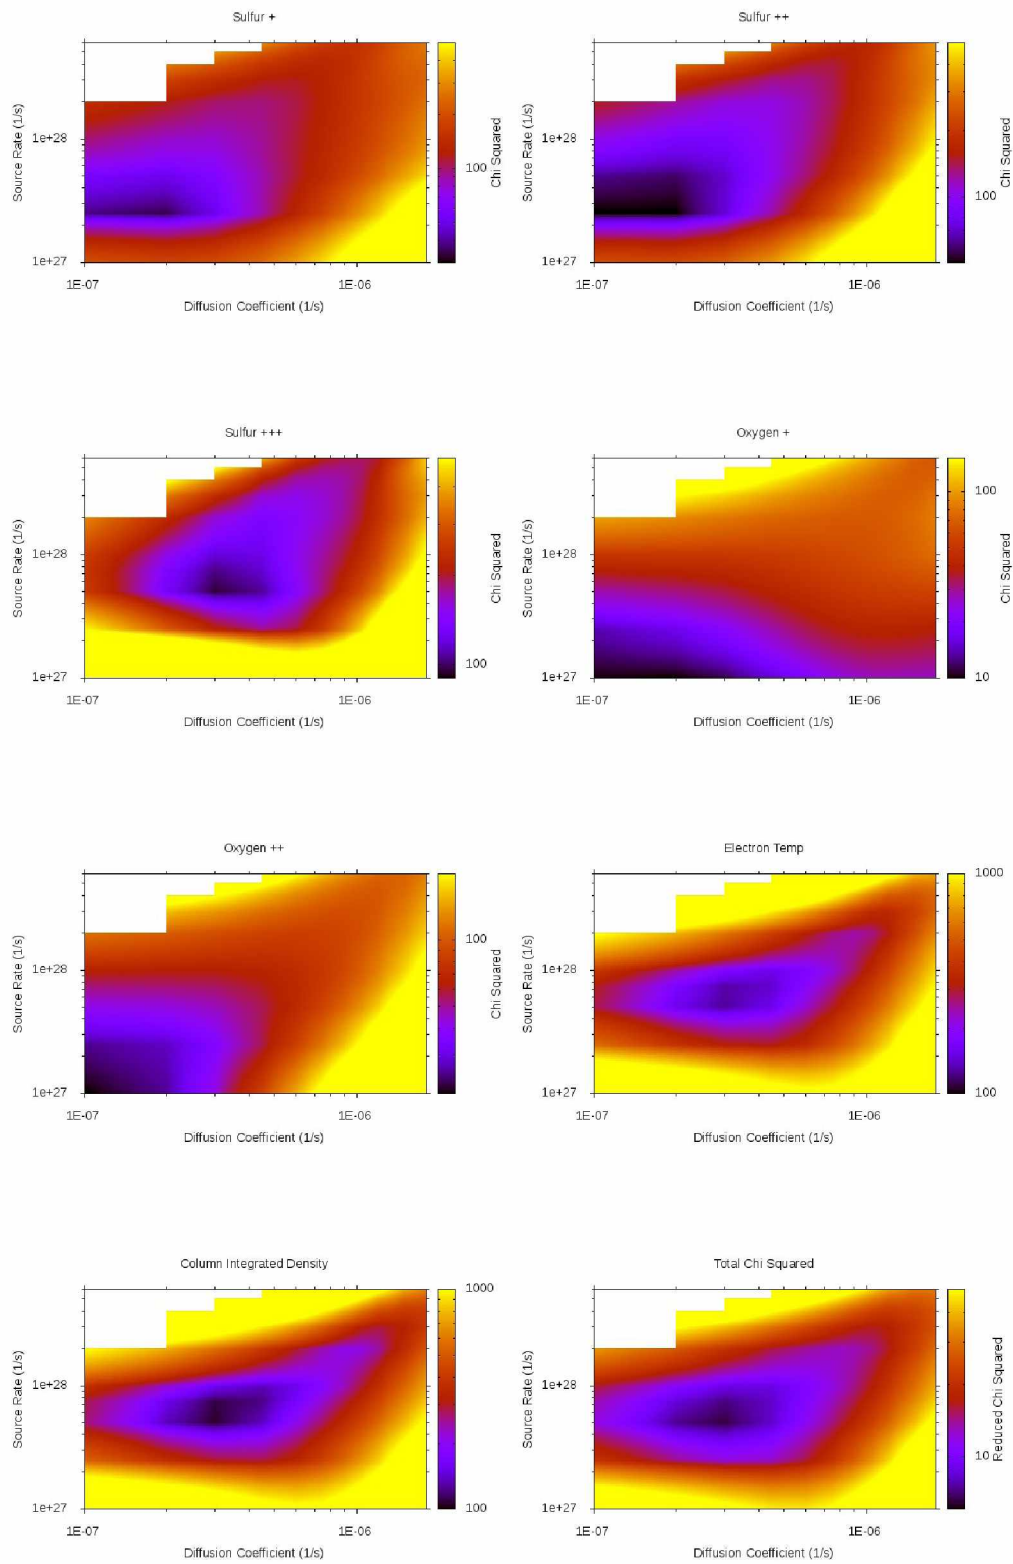 Sulfur +
Source Rate (1/s)
1e+28
1e+27
1E-07
1E-06
Diffusion Coefficient (1/s)
100
Chi Squared
Sulfur ++
Source Rate (1/s)
1e+28
1e+27
1E-07
1E-06
Diffusion Coefficient (1/s)
100
Chi Squared
Sulfur +++
Source Rate (1/s)
1e+28
1e+27
1E-07
1E-06
Diffusion Coefficient (1/s)
100
Chi Squared
Oxygen +
Source Rate (1/s)
1e+28
1e+27
1E-07
1E-06
Diffusion Coefficient (1/s)
100
10
Chi Squared
Oxygen ++
Source Rate (1/s)
1e+28
1e+27
1E-07
1E-06
Diffusion Coefficient (1/s)
100
Chi Squared
Electron Temp
Source Rate (1/s)
1e+28
1e+27
1E-07
1E-06
Diffusion Coefficient (1/s)
1000
100
Column Integrated Density
Source Rate (1/s)
1e+28
1e+27
1E-07
1E-06
Diffusion Coefficient (1/s)
1000
100
Total Chi Squared
Source Rate (1/s)
1e+28
1e+27
1E-07
1E-06
Diffusion Coefficient (1/s)
10
Reduced Chi Squared